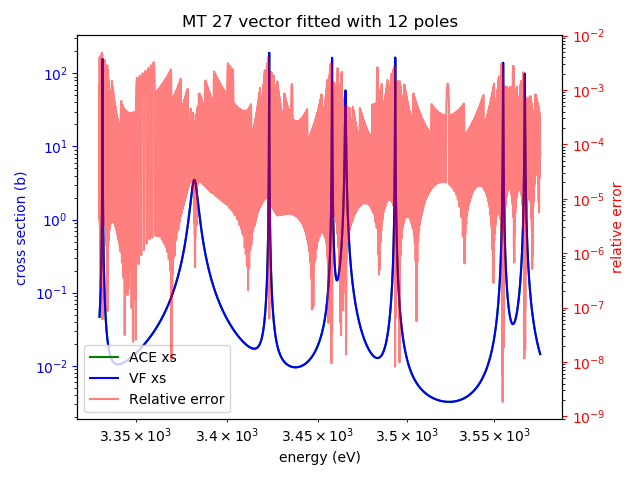 MT 27 vector fitted with 12 poles
10²
10¹
10⁰
10⁻¹
10⁻²
cross section (b)
10⁻²
10⁻³
10⁻⁴
10⁻⁵
10⁻⁶
10⁻⁷
10⁻⁸
10⁻⁹
relative error
ACE xs
VF xs
Relative error
3.35 × 10³ 3.4 × 10³ 3.45 × 10³ 3.5 × 10³ 3.55 × 10³
energy (eV)